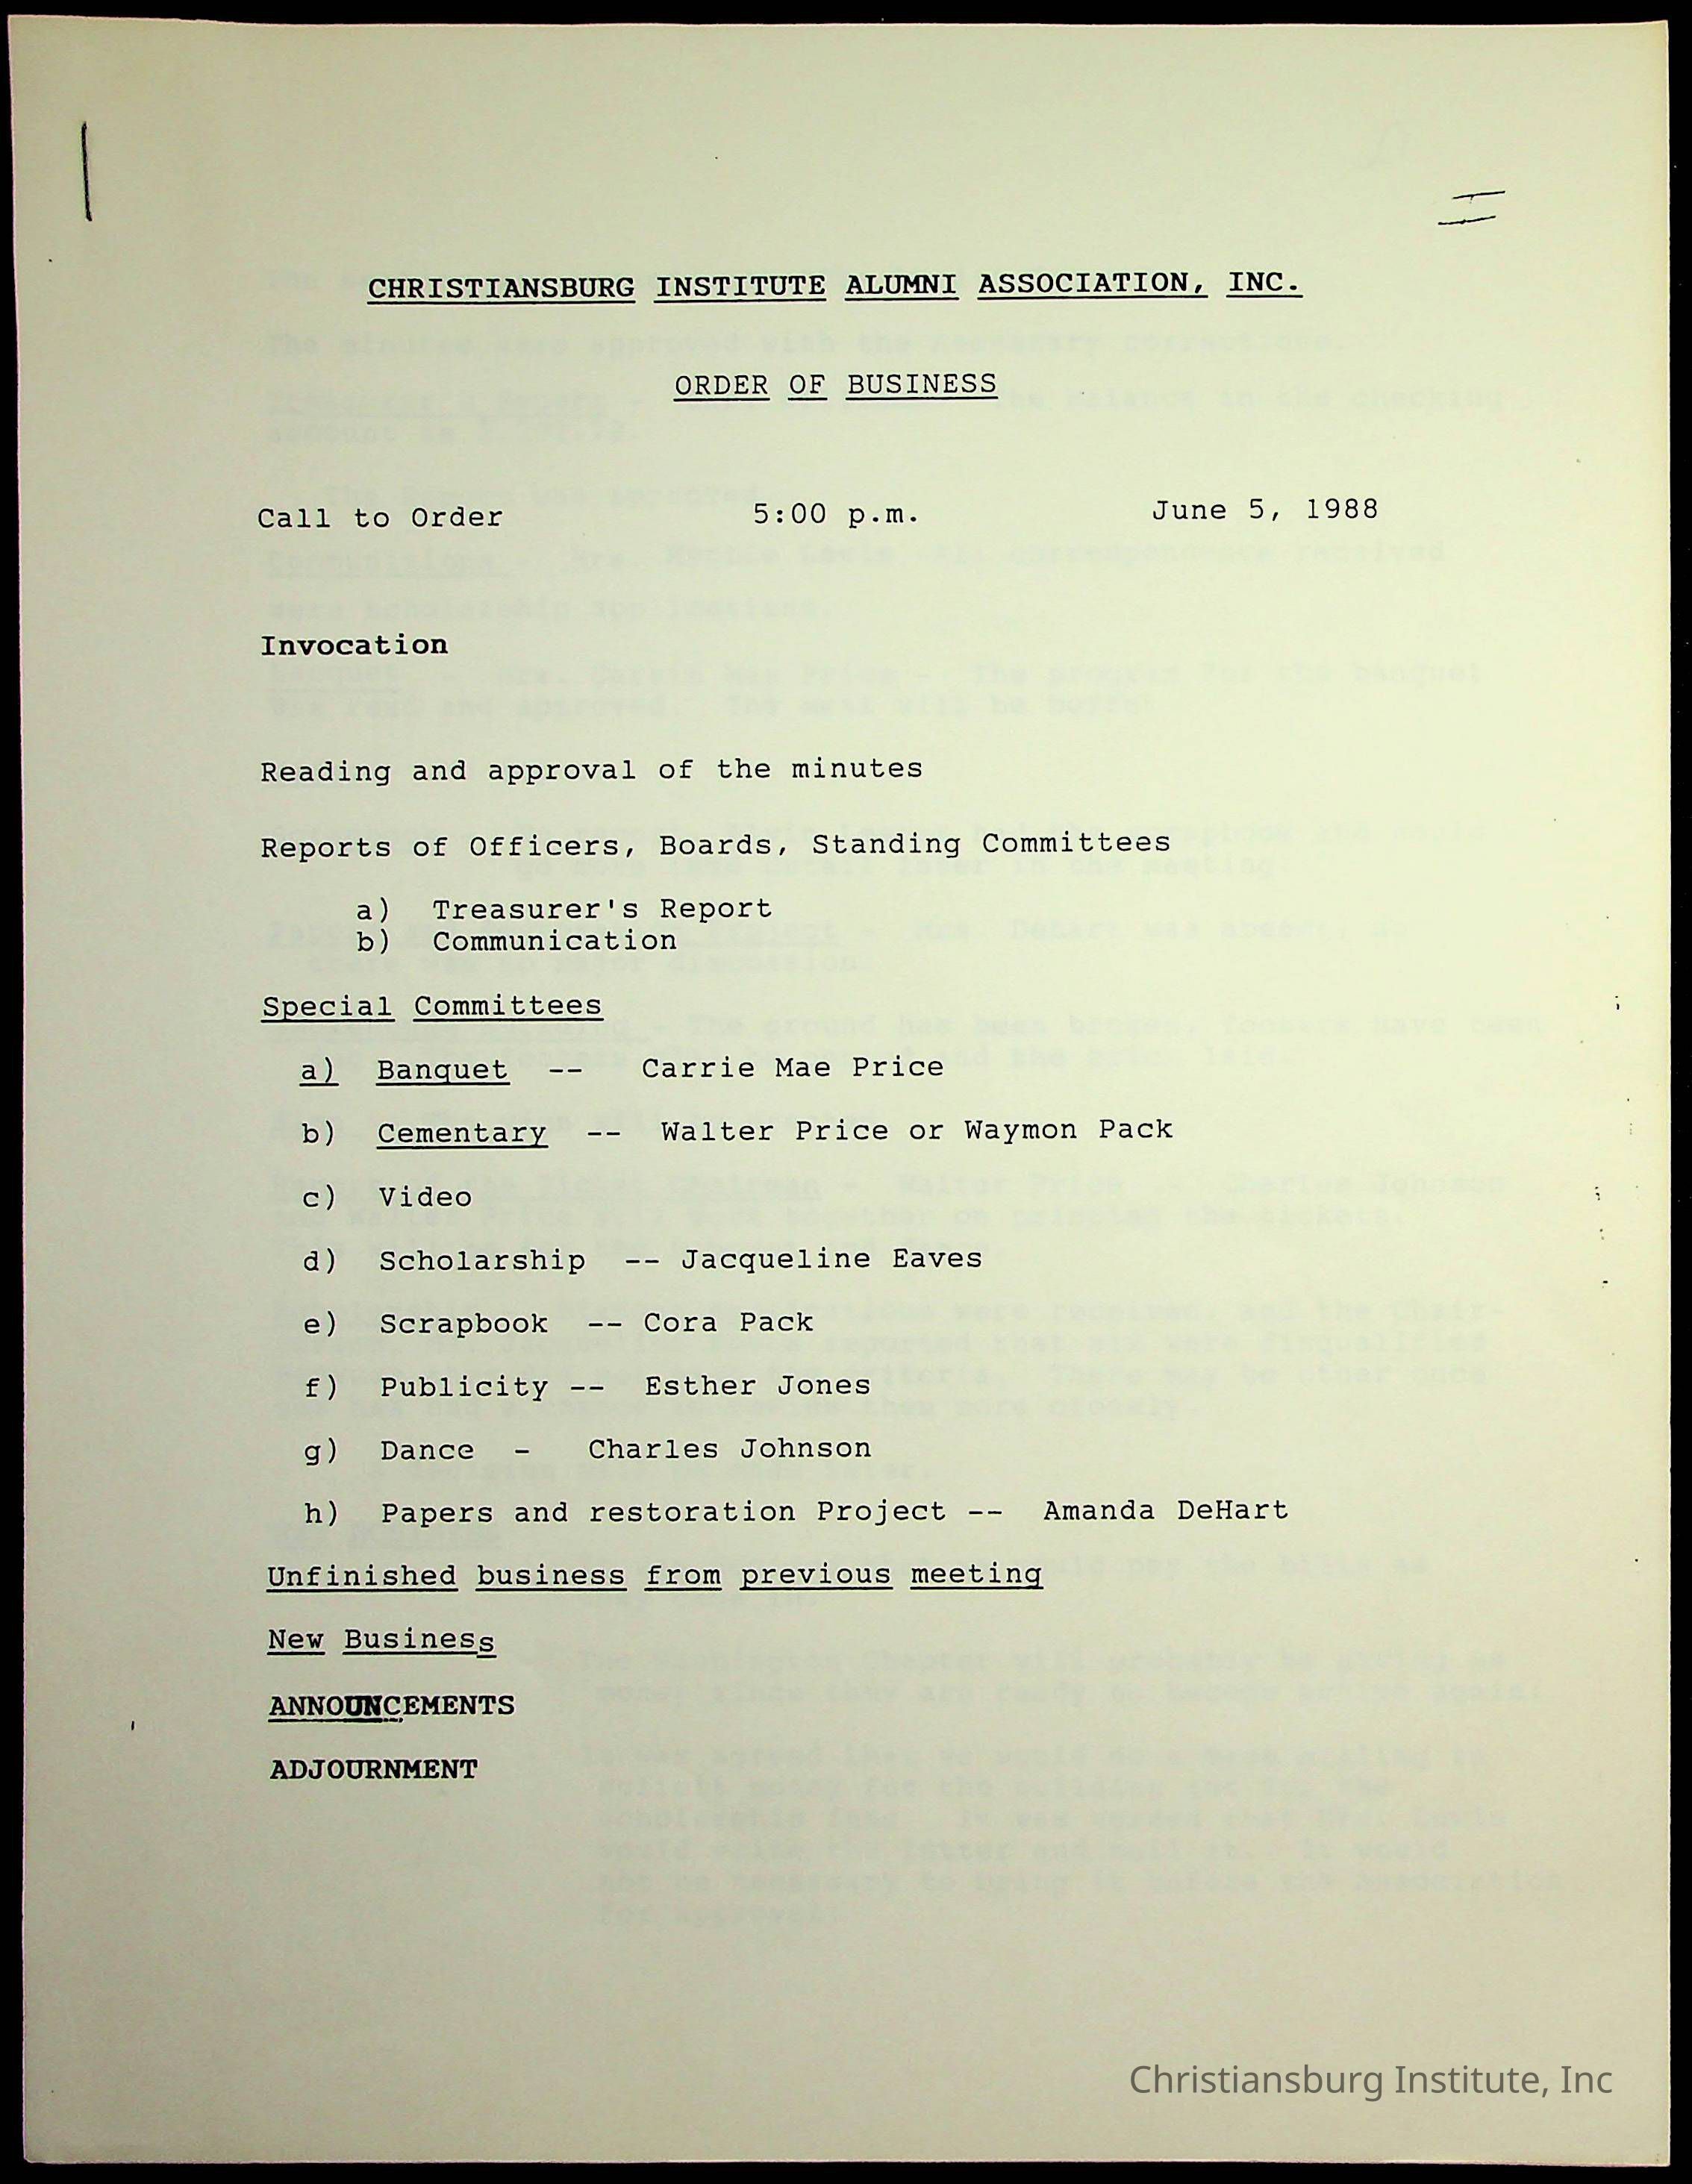 CHRISTIANSBURG INSTITUTE ALUMNI ASSOCIATION, INC.
ORDER OF BUSINESS
Call to Order 5:00 p.m. June 5, 1988
Invocation
Reading and approval of the minutes
Reports of Officers, Boards, Standing Committees
a) Treasurer's Report
b) Communication
Special Committees
a) Banquet -- Carrie Mae Price
b) Cementary -- Walter Price or Waymon Pack
c) Video
d) Scholarship -- Jacqueline Eaves
e) Scrapbook -- Cora Pack
f) Publicity -- Esther Jones
g) Dance - Charles Johnson
h) Papers and restoration Project -- Amanda DeHart
Unfinished business from previous meeting
New Business
ANNOUNCEMENTS
ADJOURNMENT
Christiansburg Institute, Inc